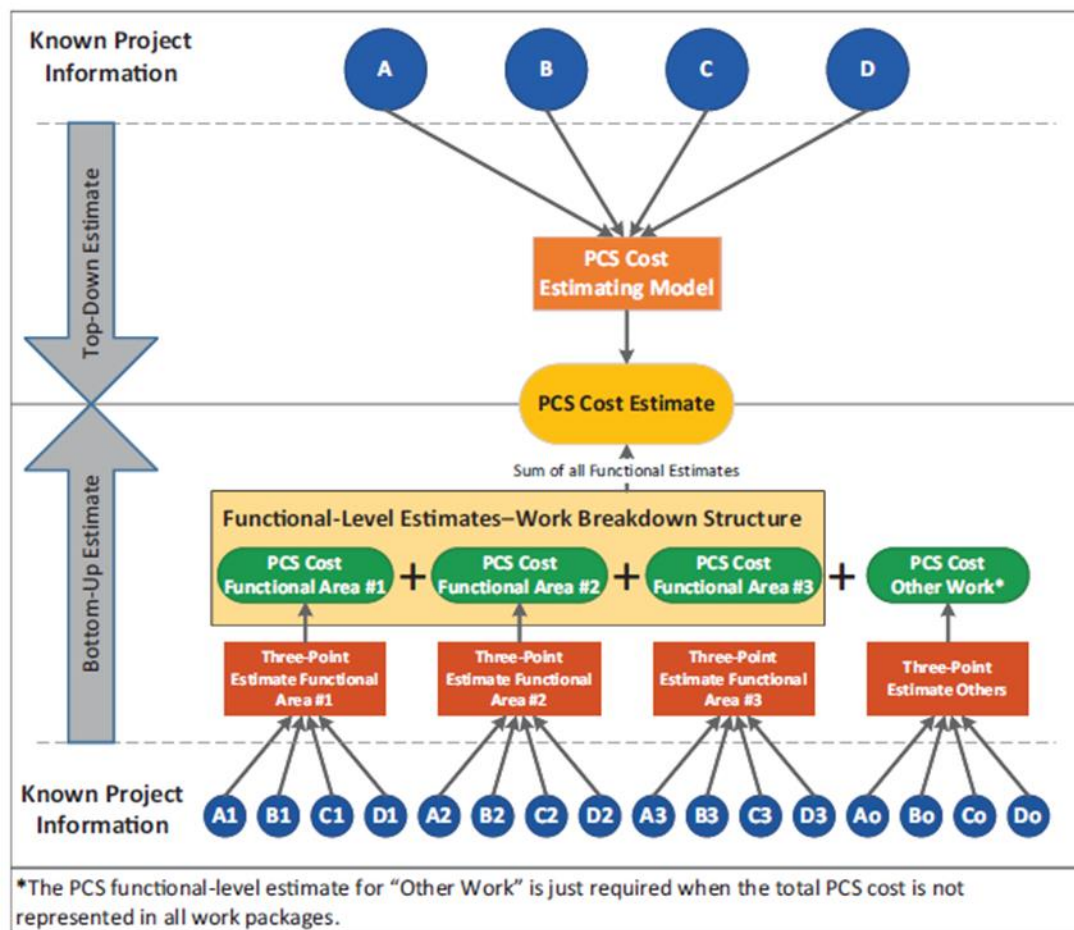 Known Project
Information
A
B
C
D
Top-Down Estimate
PCS Cost
Estimating Model
PCS Cost Estimate
Bottom-Up Estimate
Sum of all Functional Estimates
Functional-Level Estimates–Work Breakdown Structure
PCS Cost
Functional Area #1
+
PCS Cost
Functional Area #2
+
PCS Cost
Functional Area #3
+
PCS Cost
Other Work*
Three-Point
Estimate Functional
Area #1
Three-Point
Estimate Functional
Area #2
Three-Point
Estimate Functional
Area #3
Three-Point
Estimate Others
Known Project
Information
A1
B1
C1
D1
A2
B2
C2
D2
A3
B3
C3
D3
Ao
Bo
Co
Do
*The PCS functional-level estimate for “Other Work” is just required when the total PCS cost is not
represented in all work packages.